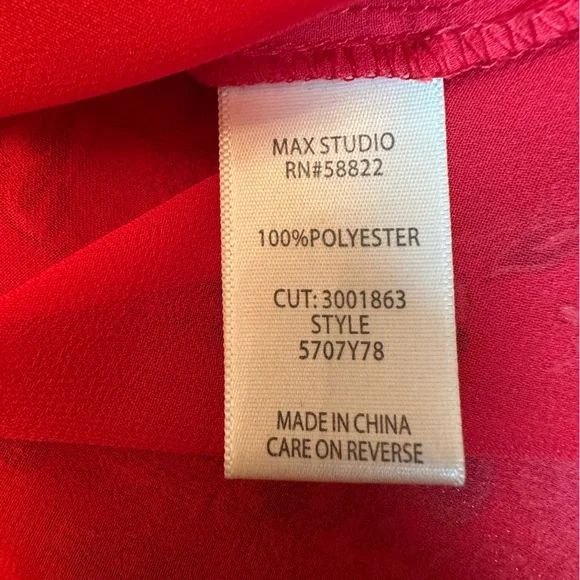 MAX STUDIO
RN#58822
100%POLYESTER
CUT: 3001863
STYLE
5707Y78
MADE IN CHINA
CARE ON REVERSE